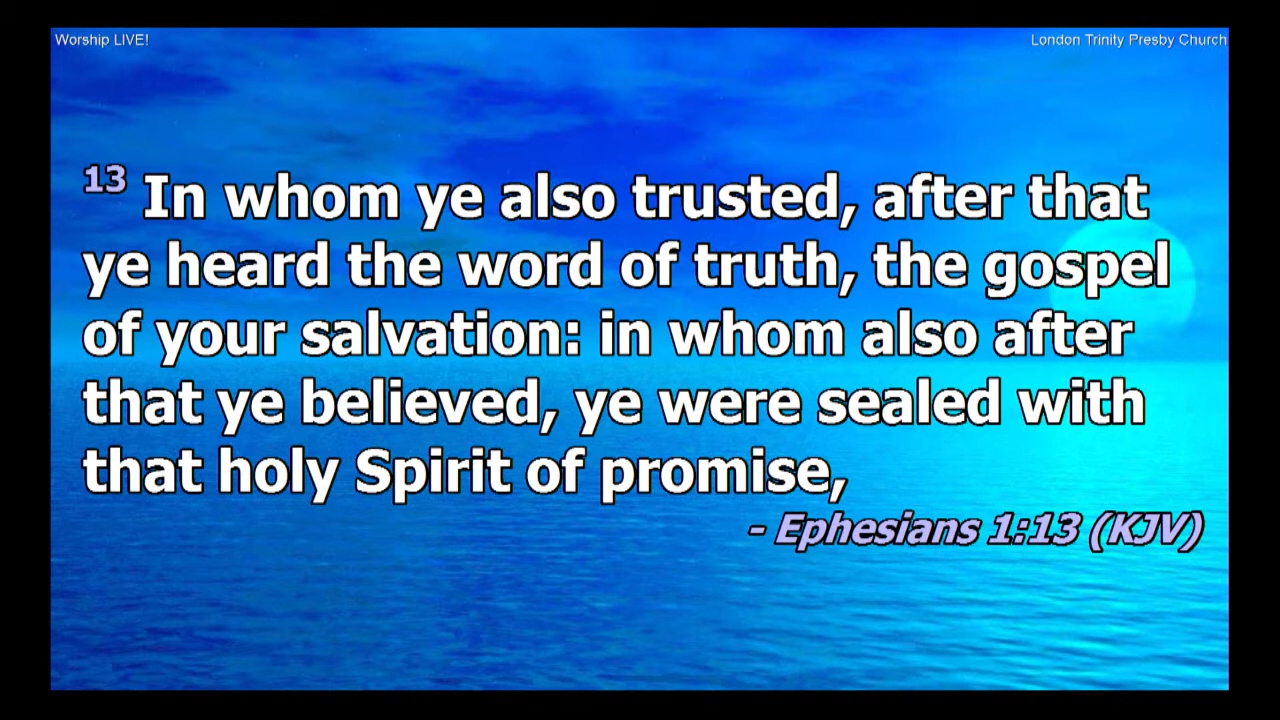 Worship LIVE!
London Trinity Presby Church
13 In whom ye also trusted, after that
ye heard the word of truth, the gospel
of your salvation: in whom also after
that ye believed, ye were sealed with
that holy Spirit of promise,
- Ephesians 1:13 (KJV)